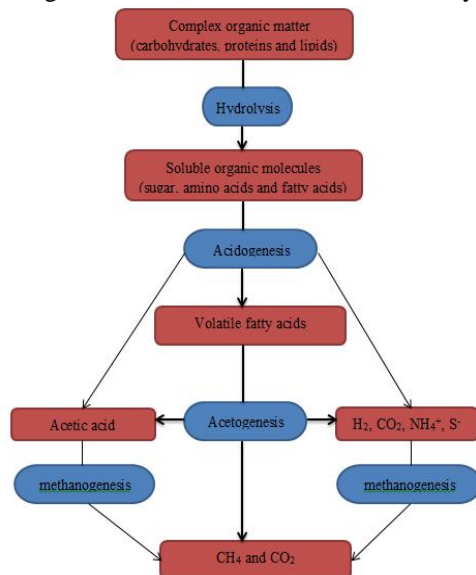 Complex organic matter
(carbohydrates, proteins and lipids)
Hydrolysis
Soluble organic molecules
(sugar, amino acids and fatty acids)
Acidogenesis
Volatile fatty acids
Acetic acid
Acetogenesis
H₂, CO₂, NH₄⁺, S⁻
methanogenesis
methanogenesis
CH₄ and CO₂